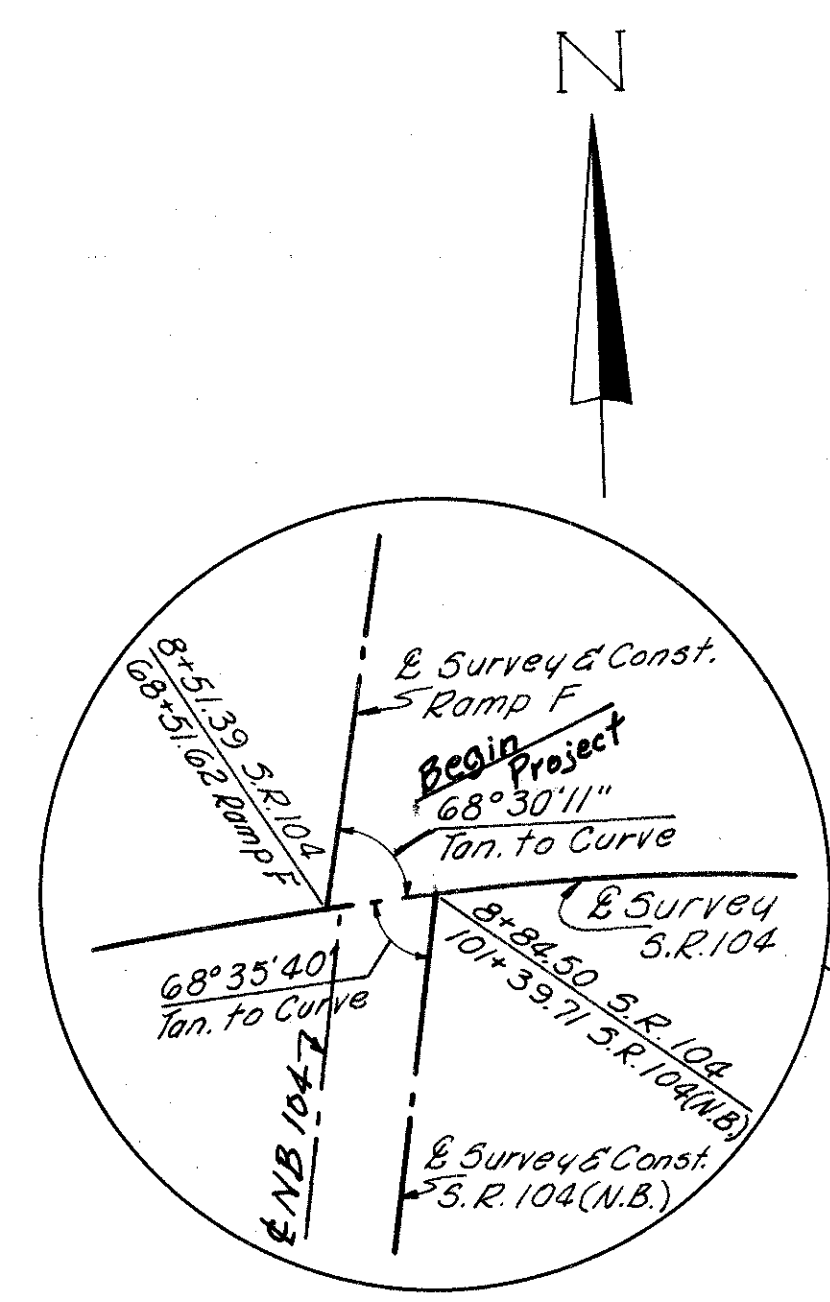 N
8+51.39 S.R.104
68+51.62 Ramp F
℄ Survey & Const.
Ramp F
Begin
Project
68°30'11"
Tan. to Curve
℄ Survey
S.R.104
8+84.50 S.R.104
101+39.71 S.R.104(N.B.)
68°35'40"
Tan. to Curve
℄ NB 104
℄ Survey & Const.
S.R.104(N.B.)